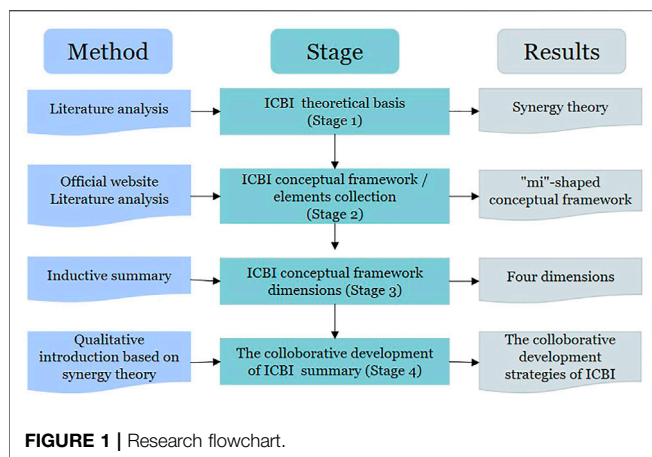 Method
Stage
Results
Literature analysis
ICBI theoretical basis
(Stage 1)
Synergy theory
Official website
Literature analysis
ICBI conceptual framework /
elements collection
(Stage 2)
"mi"-shaped
conceptual framework
Inductive summary
ICBI conceptual framework
dimensions (Stage 3)
Four dimensions
Qualitative
introduction based on
synergy theory
The colloborative development
of ICBI summary (Stage 4)
The colloborative
development
strategies of ICBI
FIGURE 1 | Research flowchart.